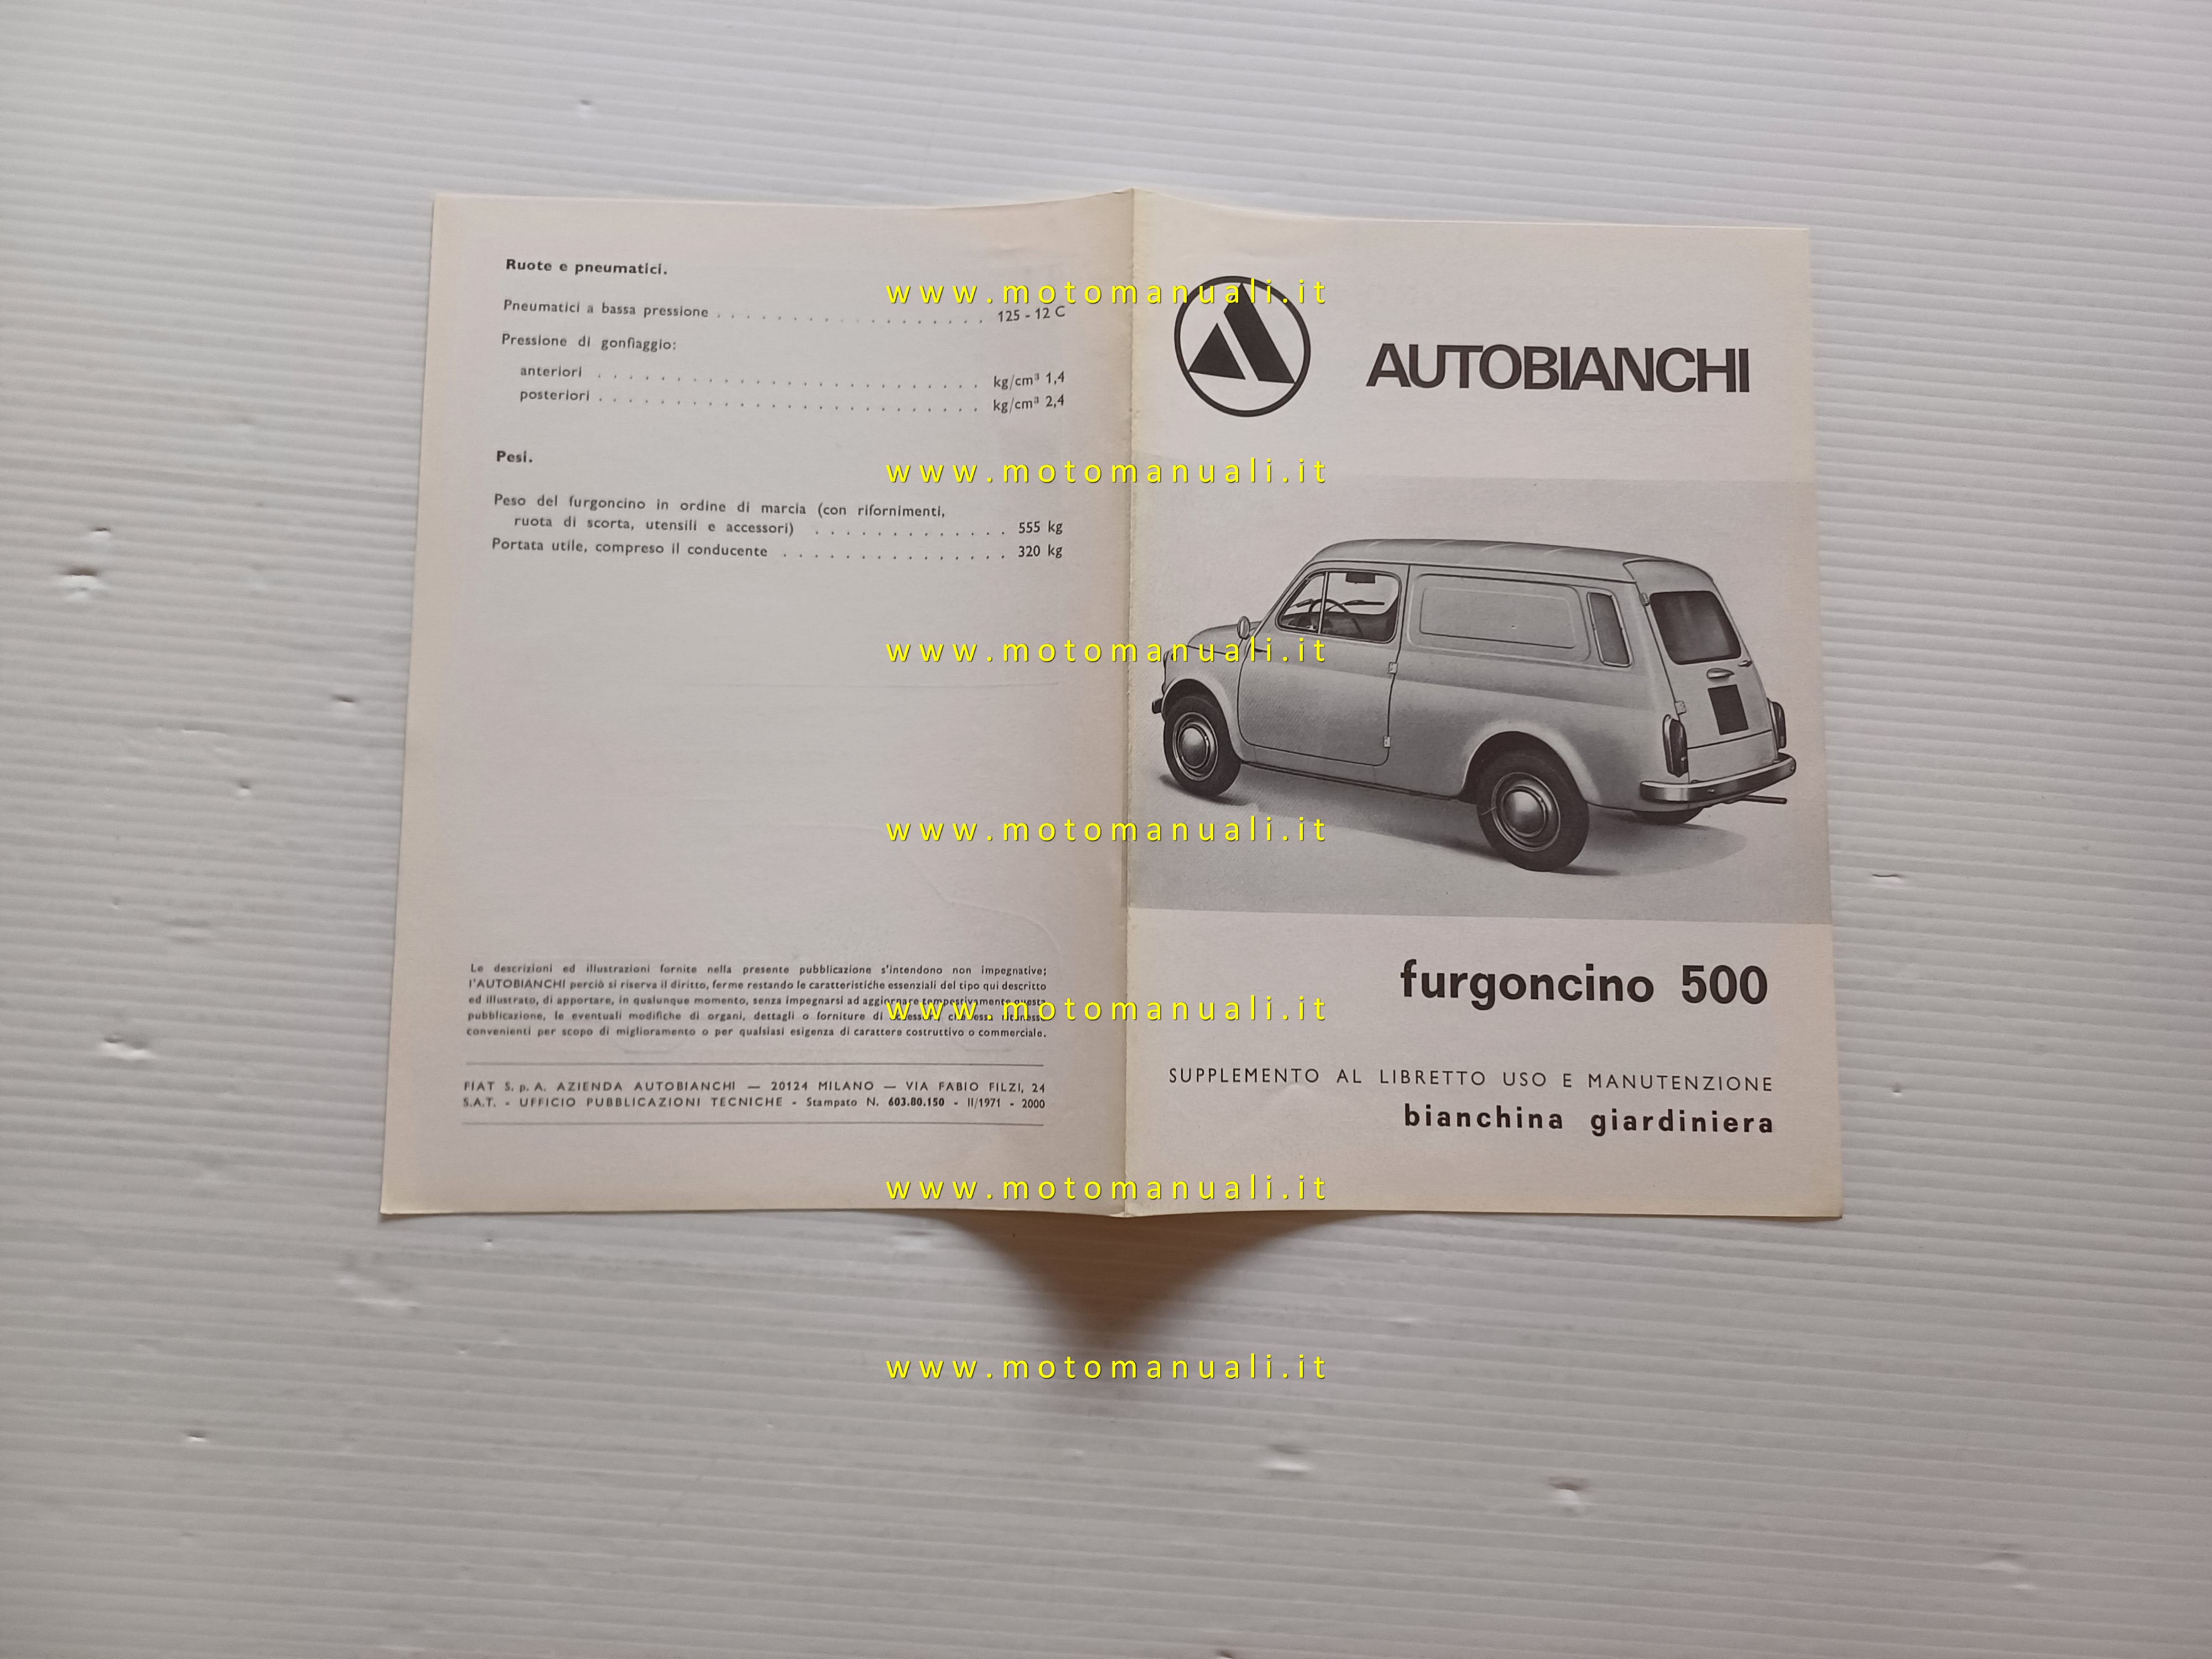 Ruote e pneumatici.
Pneumatici a bassa pressione . . . . . . . . . . . . . . . . . . 125 - 12 C
Pressione di gonfiaggio:
anteriori . . . . . . . . . . . . . . . . . . . . . . . . . kg/cm³ 1,4
posteriori . . . . . . . . . . . . . . . . . . . . . . . . . kg/cm³ 2,4
Pesi.
Peso del furgoncino in ordine di marcia (con rifornimenti,
ruota di scorta, utensili e accessori) . . . . . . . . . . . . . 555 kg
Portata utile, compreso il conducente . . . . . . . . . . . . . . . 320 kg
Le descrizioni ed illustrazioni fornite nella presente pubblicazione s'intendono non impegnative;
l'AUTOBIANCHI perciò si riserva il diritto, ferme restando le caratteristiche essenziali del tipo qui descritto
ed illustrato, di apportare, in qualunque momento, senza impegnarsi ad aggiornare tempestivamente questa
pubblicazione, le eventuali modifiche di organi, dettagli o forniture di
convenienti per scopo di miglioramento o per qualsiasi esigenza di carattere costruttivo o commerciale.
FIAT S. p. A. AZIENDA AUTOBIANCHI — 20124 MILANO — VIA FABIO FILZI, 24
S.A.T. - UFFICIO PUBBLICAZIONI TECNICHE - Stampato N. 603.80.150 - II/1971 - 2000
AUTOBIANCHI
furgoncino 500
SUPPLEMENTO AL LIBRETTO USO E MANUTENZIONE
bianchina giardiniera
www.motomanuali.it
www.motomanuali.it
www.motomanuali.it
www.motomanuali.it
www.motomanuali.it
www.motomanuali.it
www.motomanuali.it